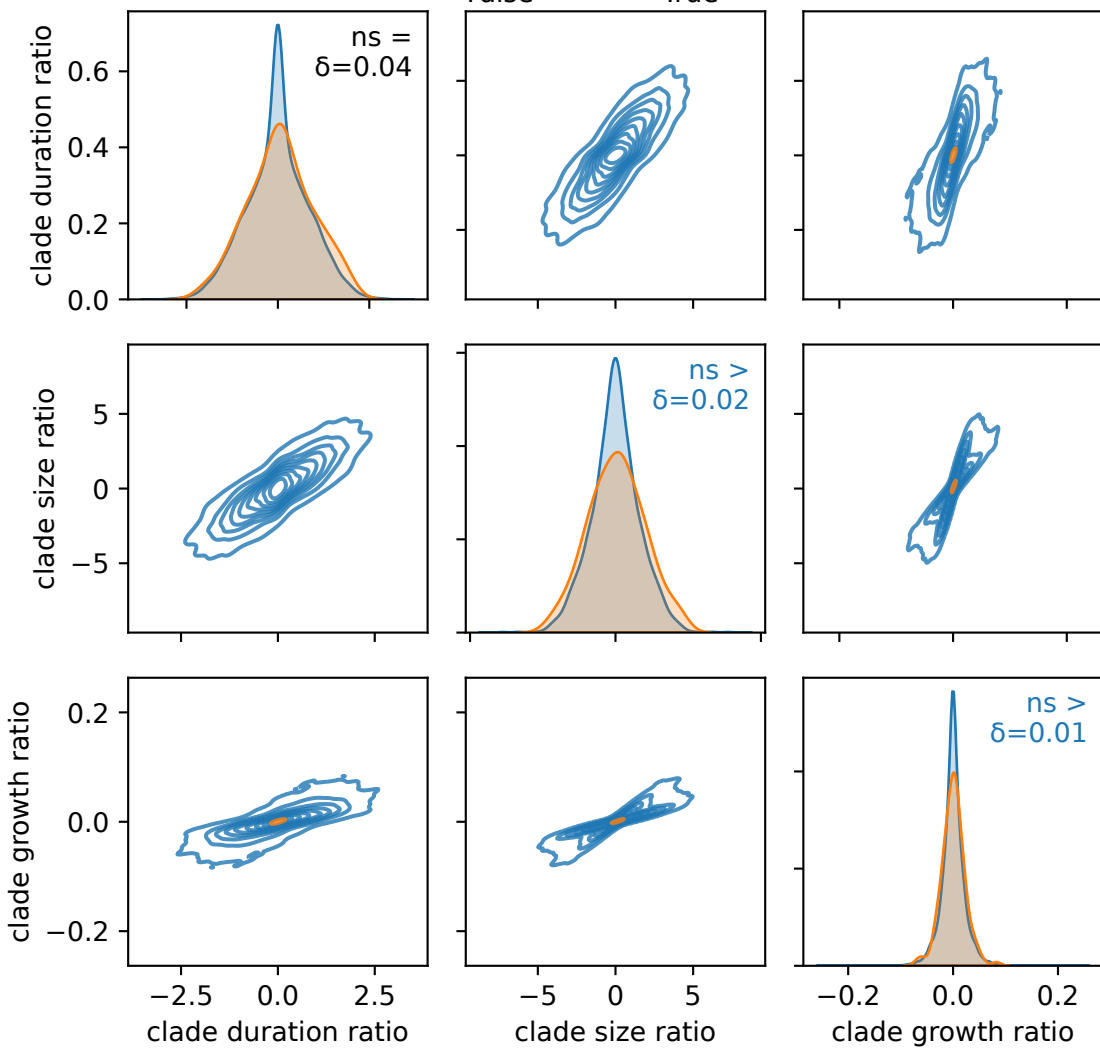 clade duration ratio
0.6
0.4
0.2
0.0
ns =
δ=0.04
clade size ratio
5
0
−5
ns >
δ=0.02
clade growth ratio
0.2
0.0
−0.2
ns >
δ=0.01
−2.5 0.0 2.5
−5 0 5
−0.2 0.0 0.2
clade duration ratio
clade size ratio
clade growth ratio